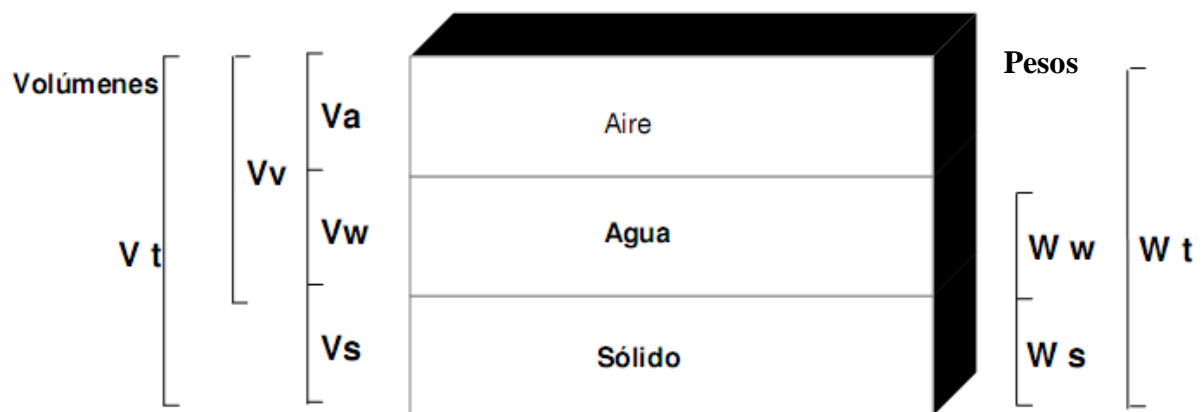 Volúmenes
V t
Vv
Va
Vw
Vs
Aire
Agua
Sólido
Pesos
W w
W s
W t